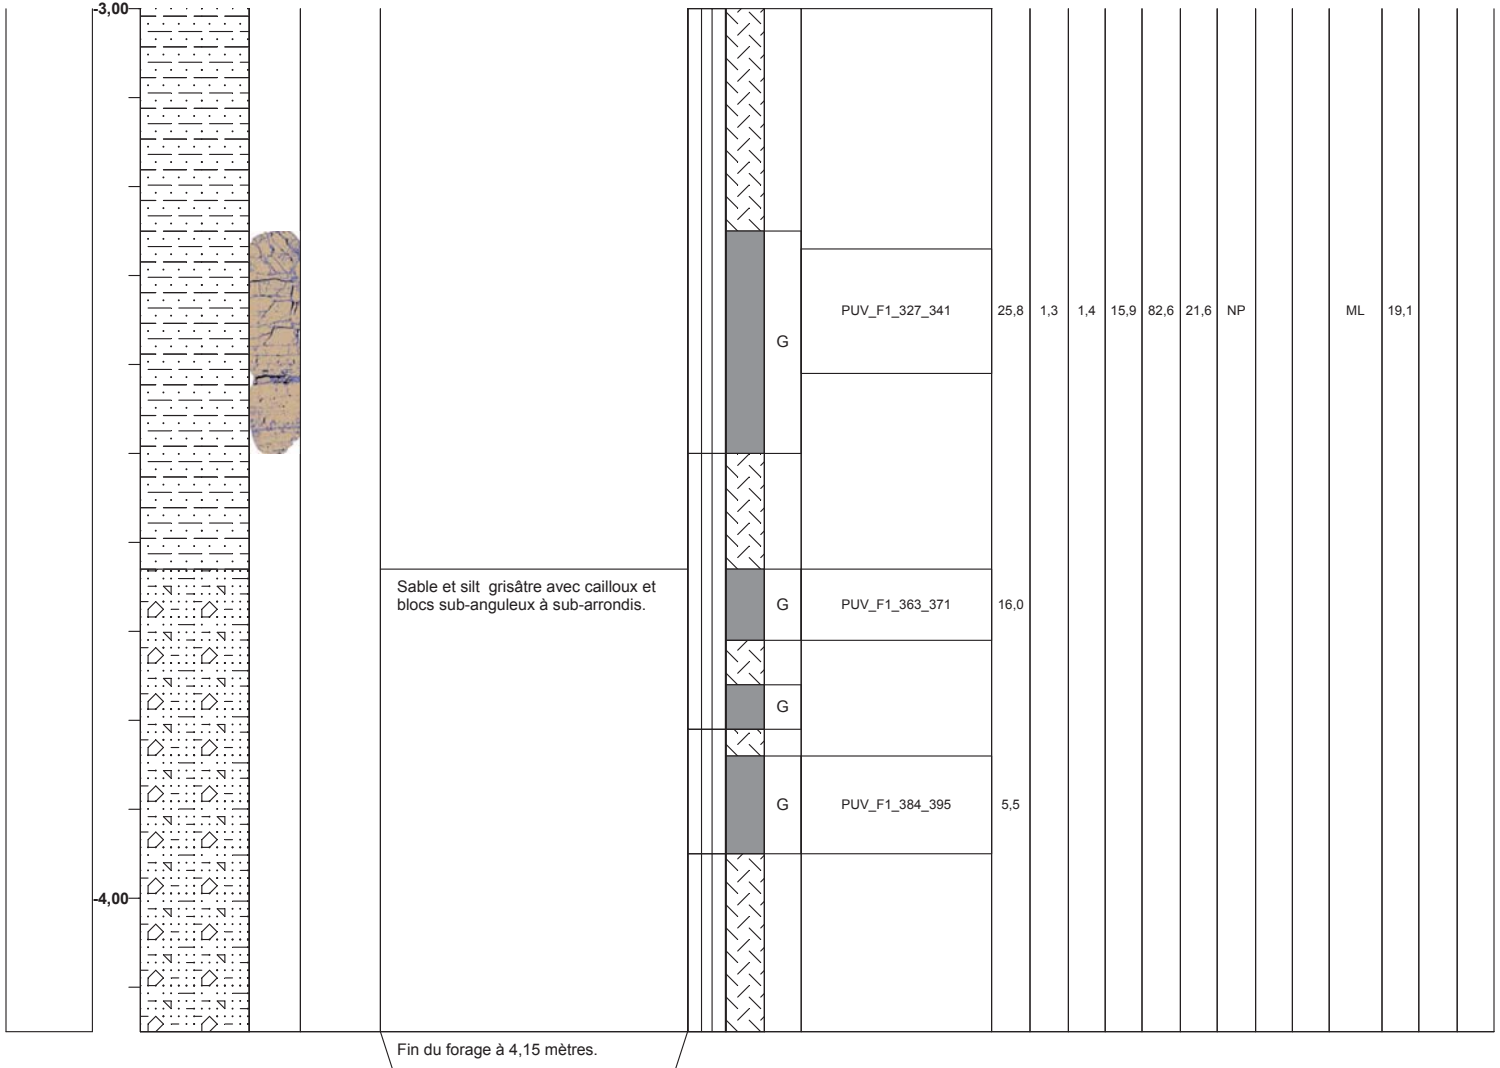 -3,00
G
PUV_F1_327_341 25,8 1,3 1,4 15,9 82,6 21,6 NP ML 19,1
Sable et silt grisâtre avec cailloux et
blocs sub-anguleux à sub-arrondis.
G PUV_F1_363_371 16,0
G
G PUV_F1_384_395 5,5
-4,00
Fin du forage à 4,15 mètres.